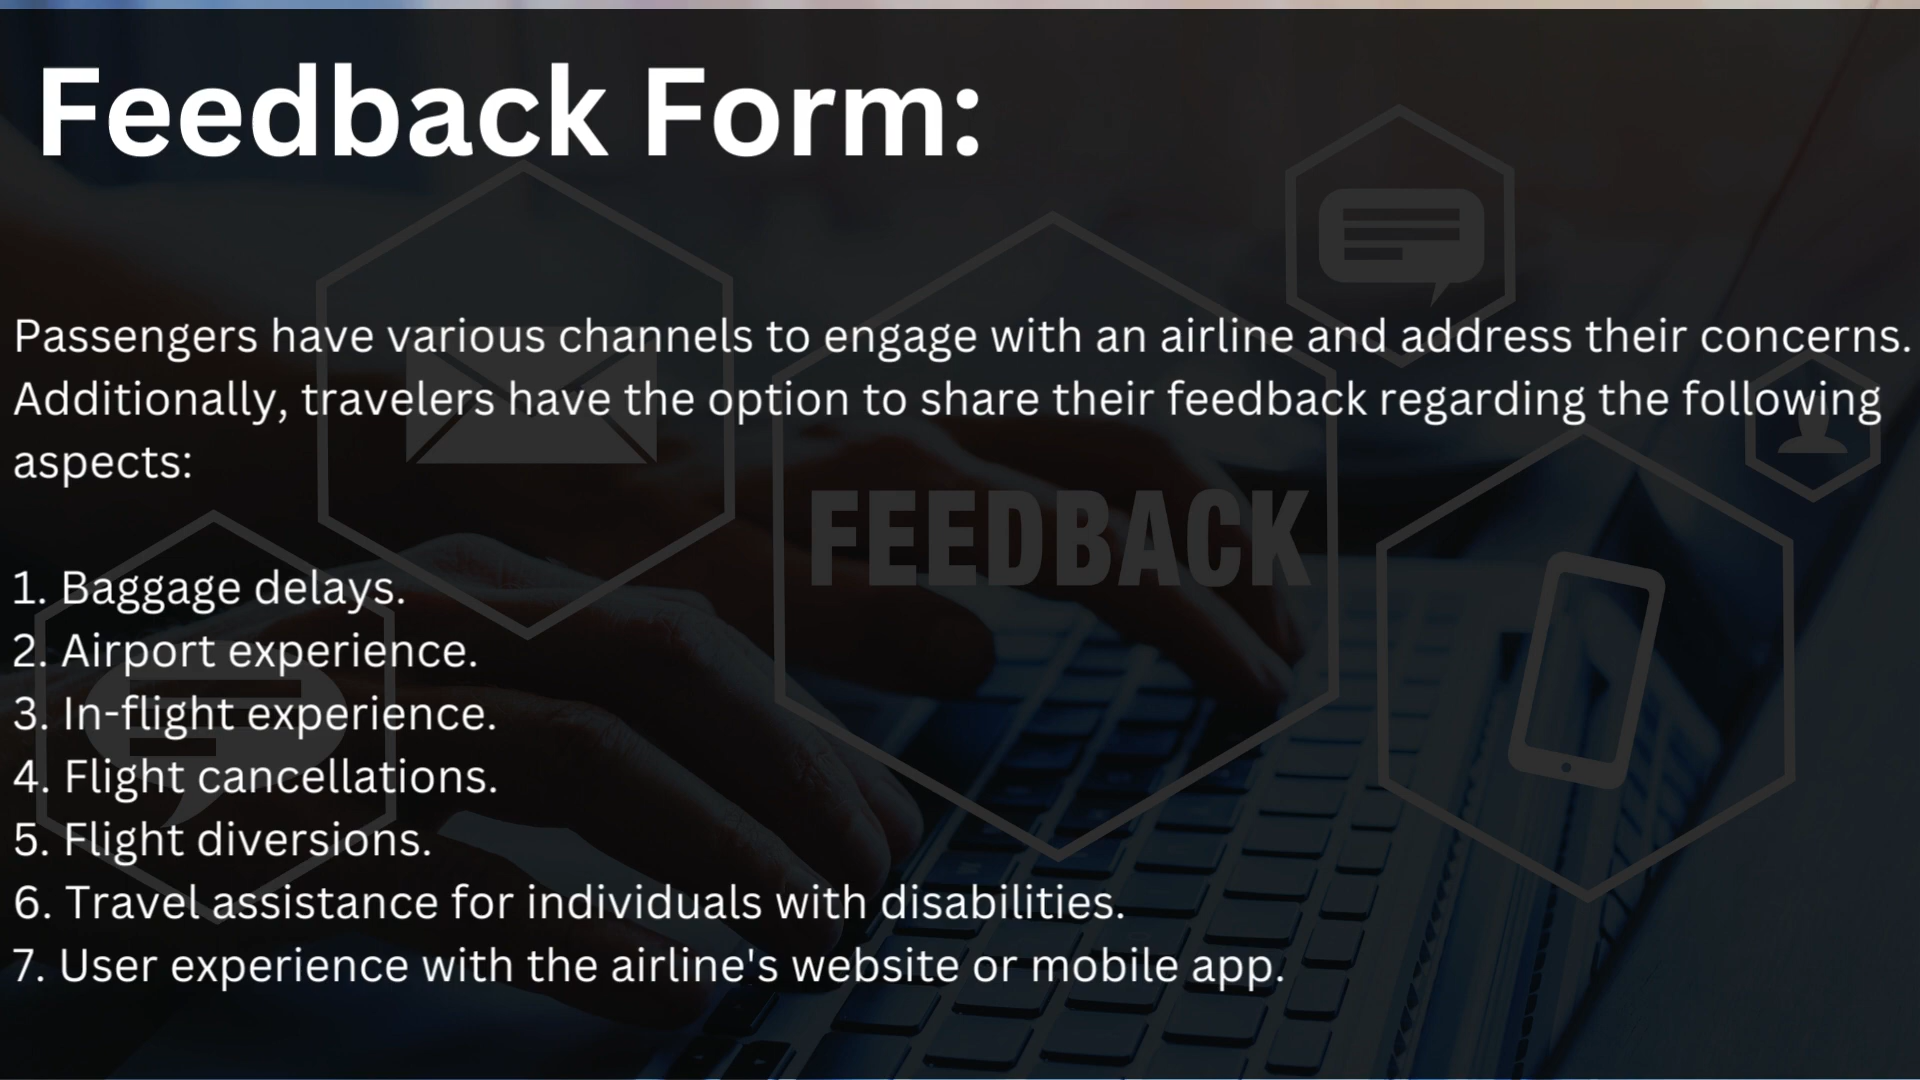 Feedback Form:
Passengers have various channels to engage with an airline and address their concerns.
Additionally, travelers have the option to share their feedback regarding the following
aspects:
FEEDBACK
1. Baggage delays.
2. Airport experience.
3. In-flight experience.
4. Flight cancellations.
5. Flight diversions.
6. Travel assistance for individuals with disabilities.
7. User experience with the airline's website or mobile app.